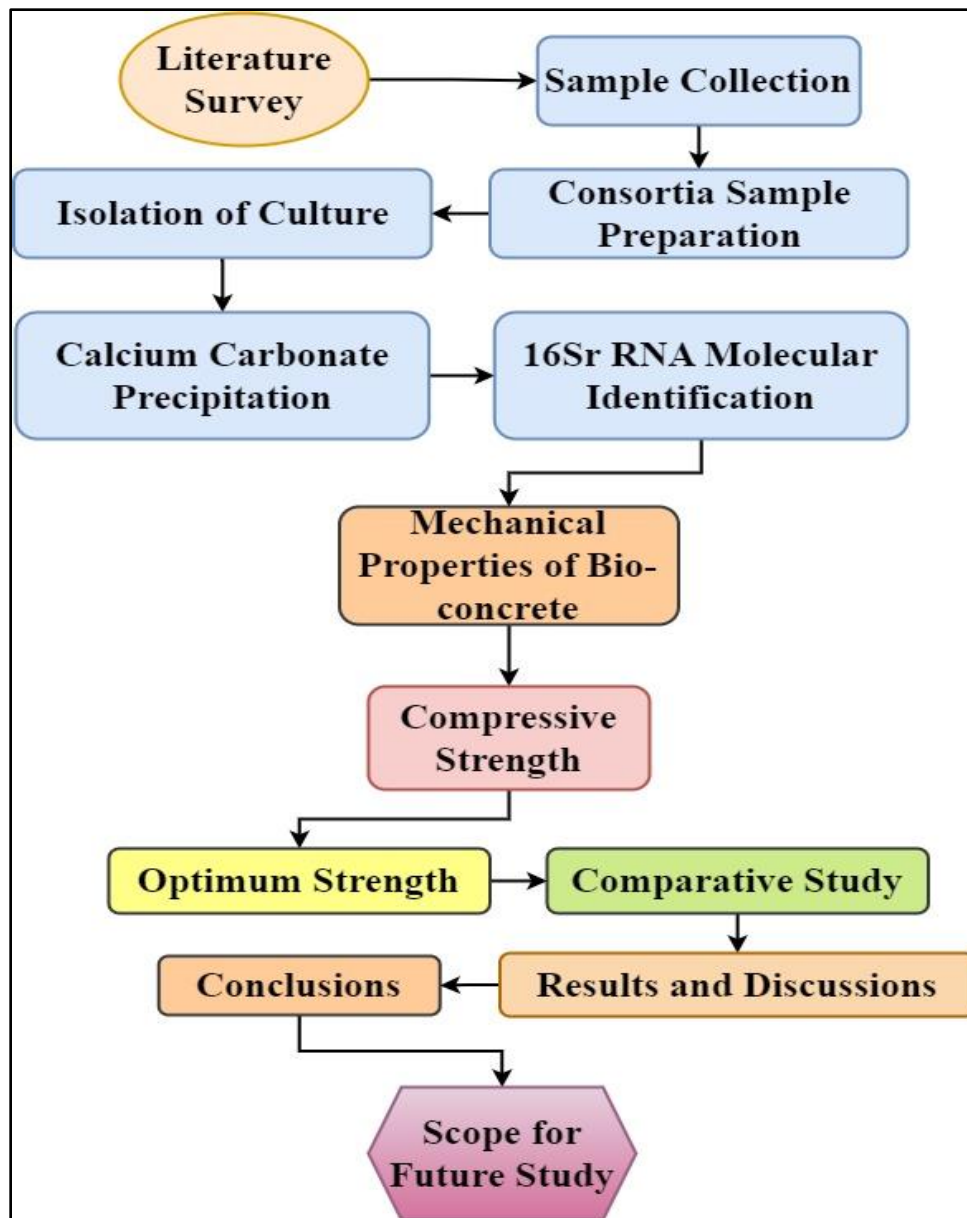 Literature
Survey
Sample Collection
Consortia Sample
Preparation
Isolation of Culture
Calcium Carbonate
Precipitation
16Sr RNA Molecular
Identification
Mechanical
Properties of Bio-
concrete
Compressive
Strength
Optimum Strength
Comparative Study
Results and Discussions
Conclusions
Scope for
Future Study